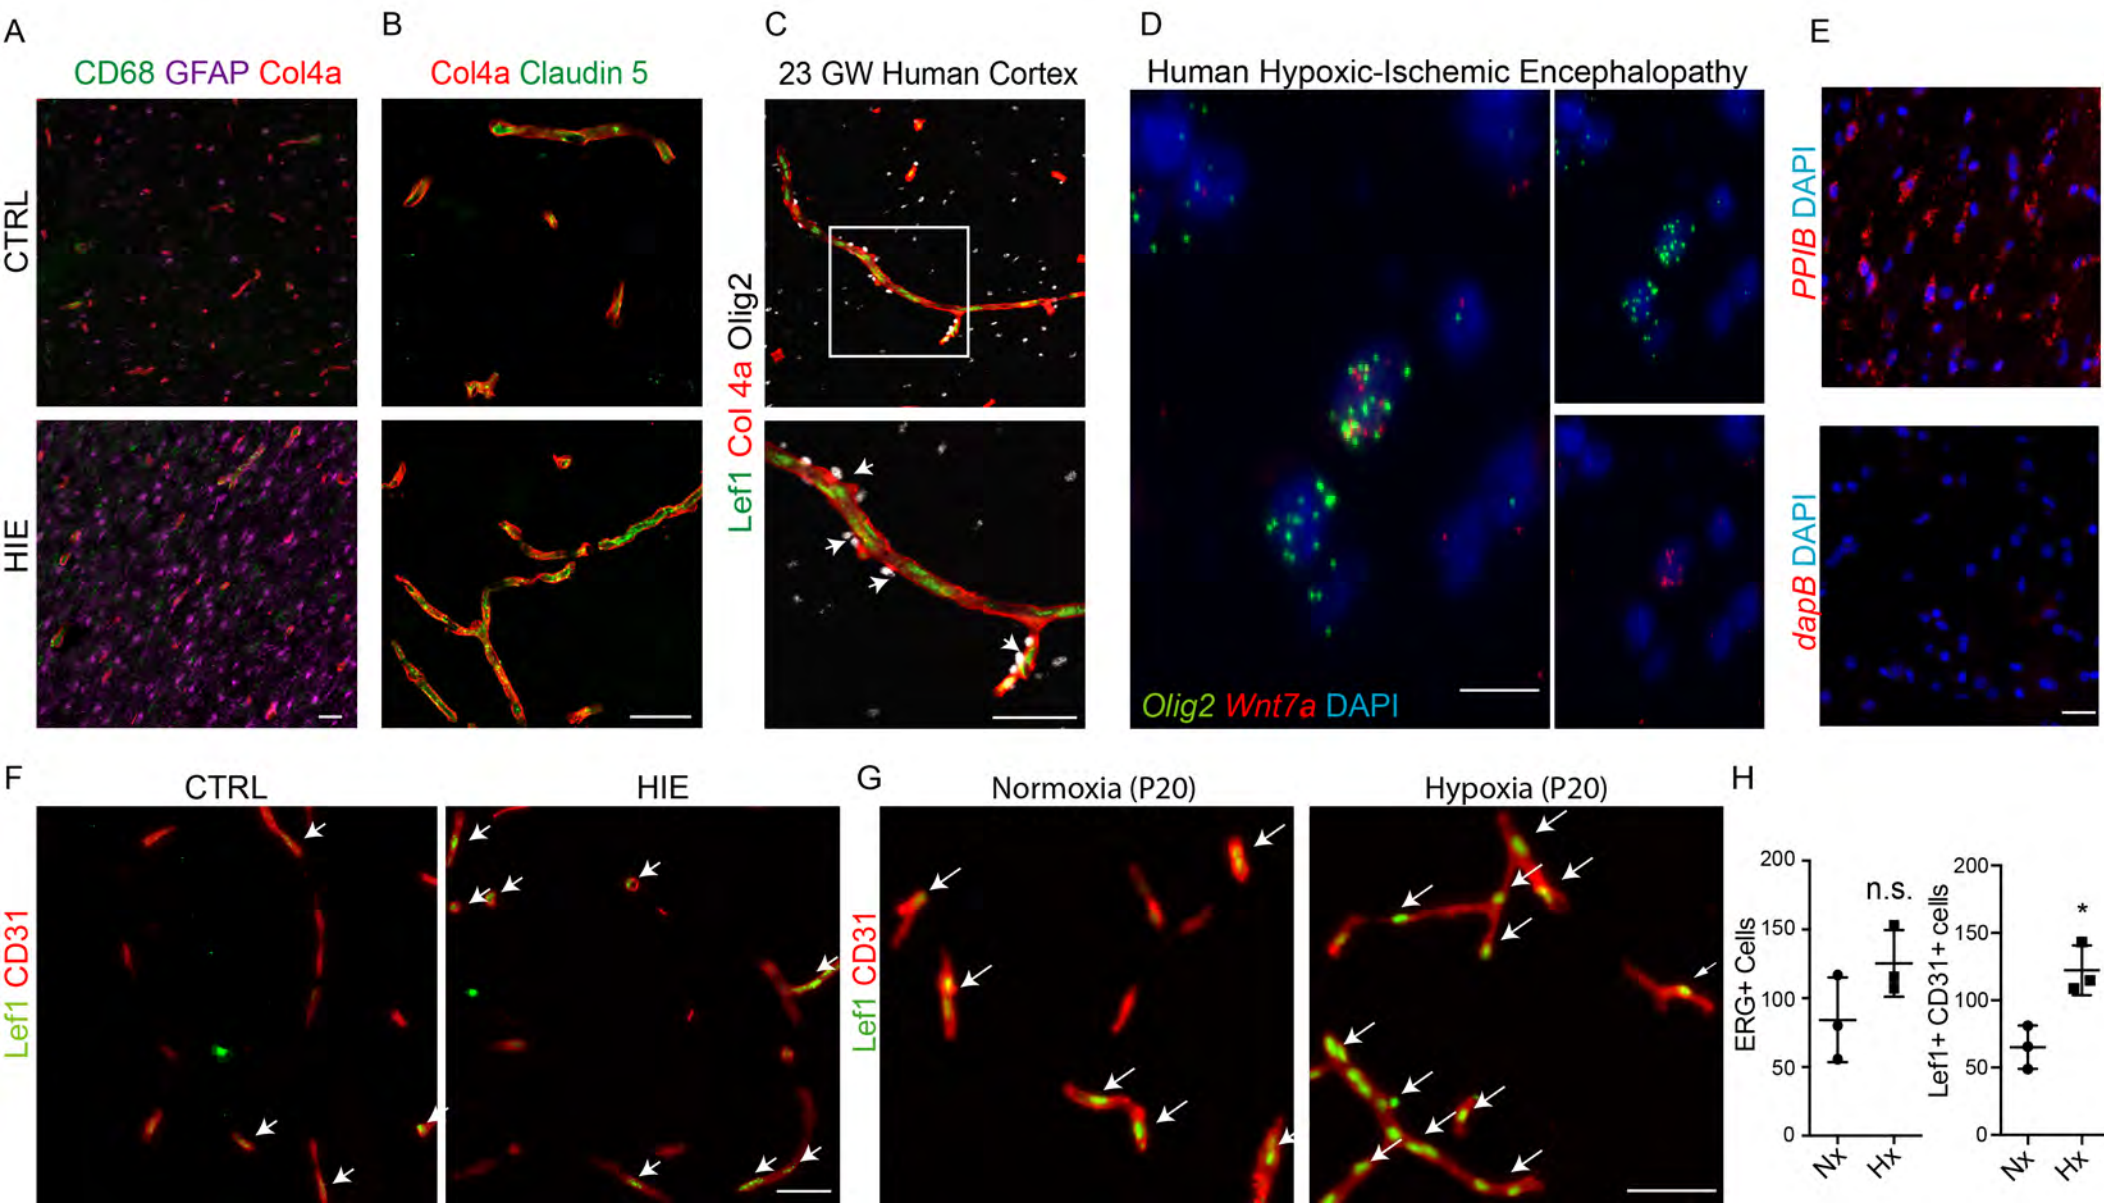 A
CD68 GFAP Col4a
CTRL
HIE
B
Col4a Claudin 5
C
23 GW Human Cortex
Lef1 Col 4a Olig2
D
Human Hypoxic-Ischemic Encephalopathy
Olig2 Wnt7a DAPI
E
PPIB DAPI
dapB DAPI
F
CTRL
HIE
Lef1 CD31
G
Normoxia (P20)
Hypoxia (P20)
Lef1 CD31
H
ERG+ Cells
200
150
100
50
0
n.s.
Nx
Hx
Lef1+ CD31+ cells
200
150
100
50
0
*
Nx
Hx